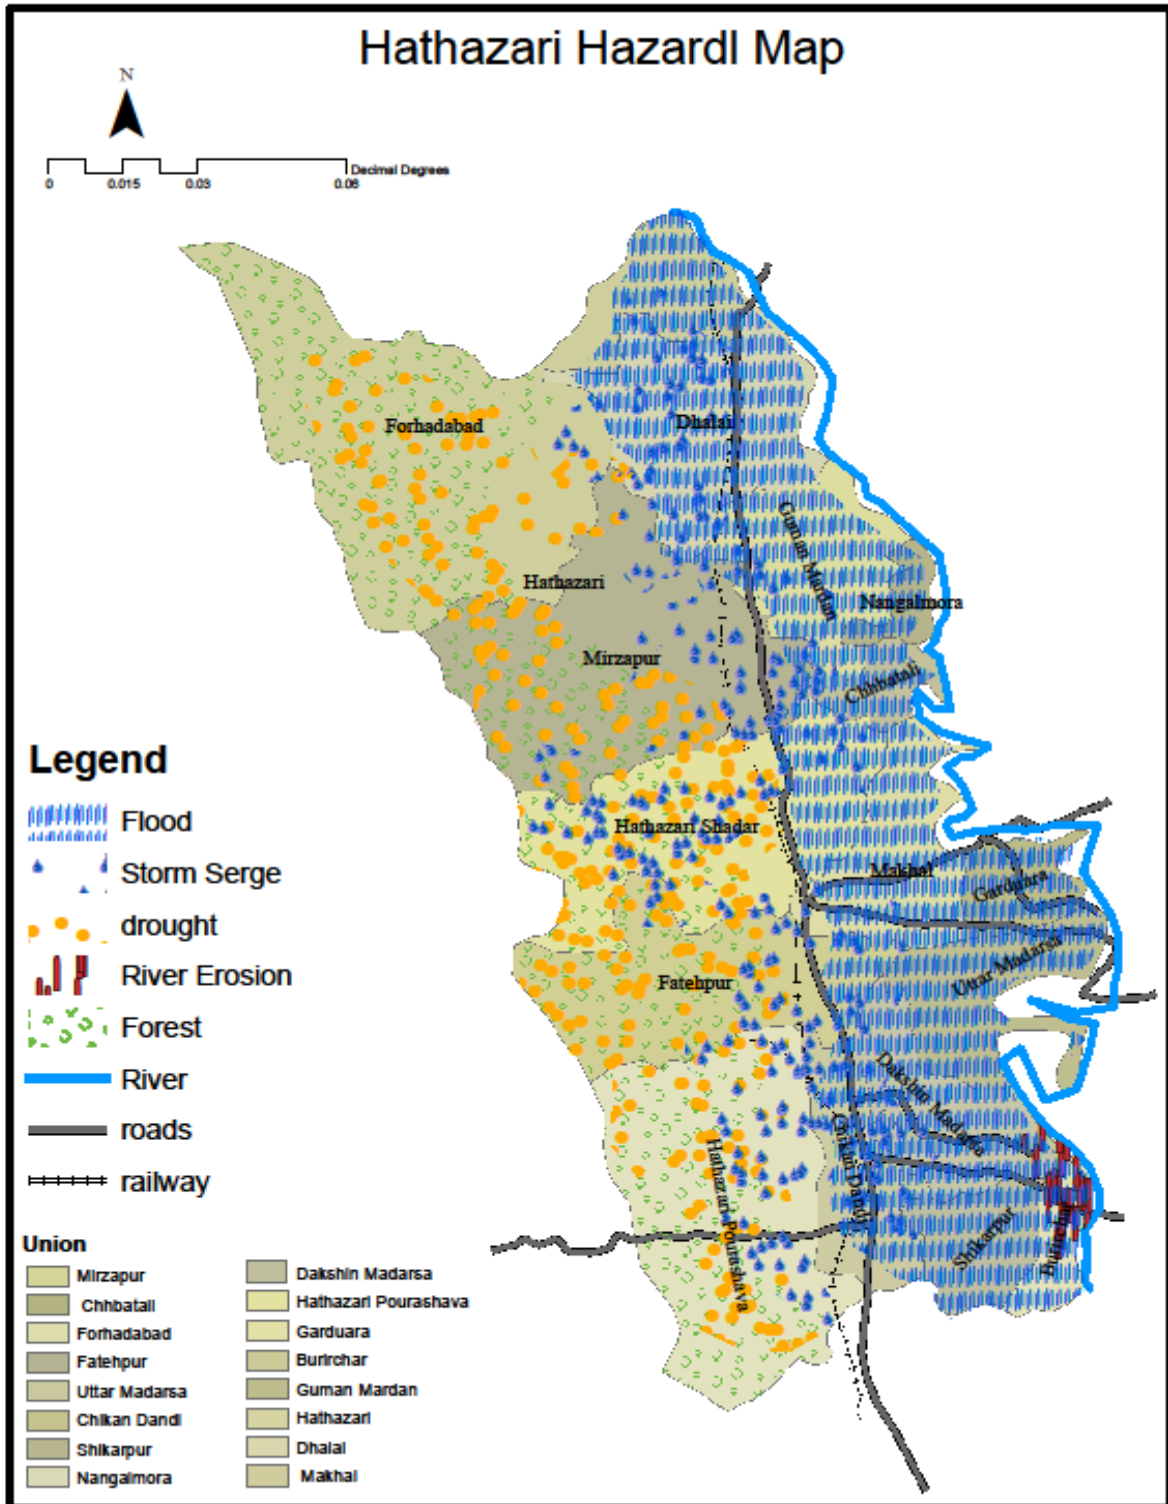 Hathazari Hazardl Map
N
Decimal Degrees
0 0.015 0.03 0.06
Forhadabad
Dhalai
Guman Mardan
Hathazari
Nangalmora
Mirzapur
Chhbatali
Hathazari Shadar
Makhal
Garduara
Uttar Madarsa
Fatehpur
Dakshin Madarsa
Chikan Dandi
Hathazari Pourashava
Shikarpur
Burirchar
Legend
Flood
Storm Serge
drought
River Erosion
Forest
River
roads
railway
Union
Mirzapur
Chhbatali
Forhadabad
Fatehpur
Uttar Madarsa
Chikan Dandi
Shikarpur
Nangalmora
Dakshin Madarsa
Hathazari Pourashava
Garduara
Burirchar
Guman Mardan
Hathazari
Dhalai
Makhal